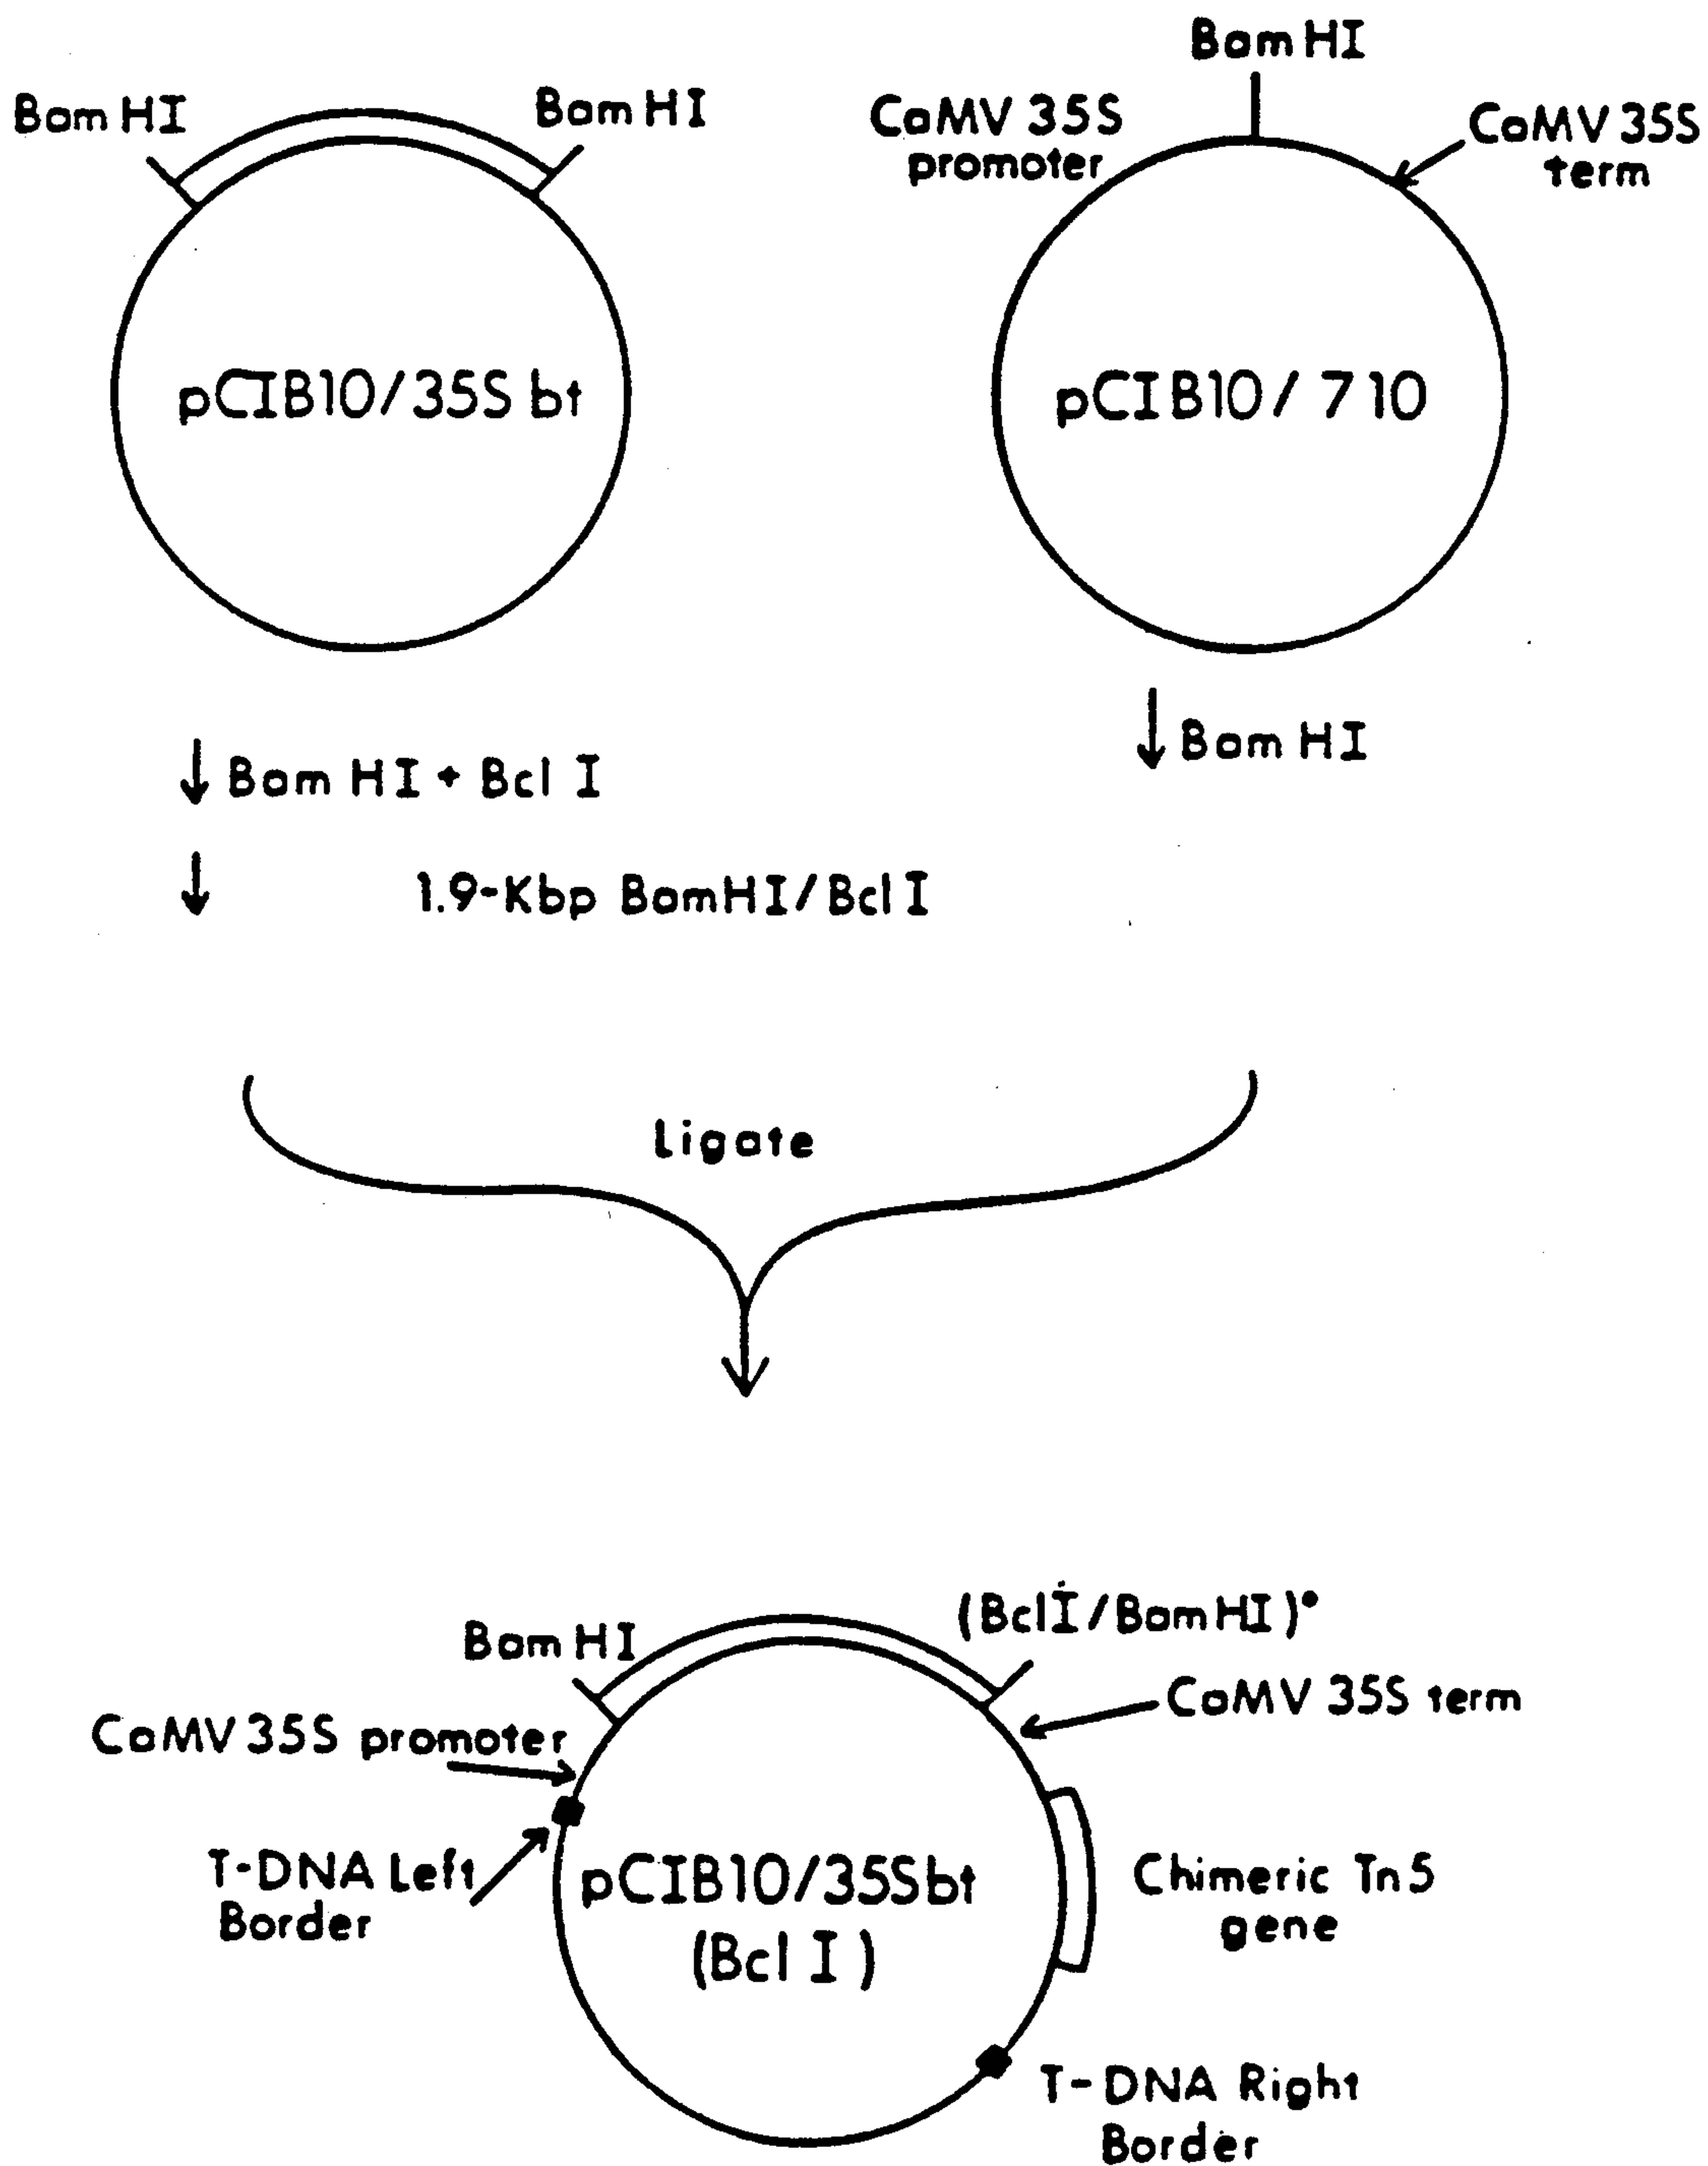 Bam HI
Bam HI
Bam HI
CaMV 35S
promoter
CaMV 35S
term
pCIB10/35S bt
pCIB10/ 710
Bam HI + Bcl I
Bam HI
1.9-Kbp BamHI/Bcl I
Ligate
Bam HI
(BclI/BamHI)•
CaMV 35S term
CaMV 35S promoter
T-DNA Left
Border
pCIB10/35Sbt
(Bcl I)
Chimeric Tn5
gene
T-DNA Right
Border